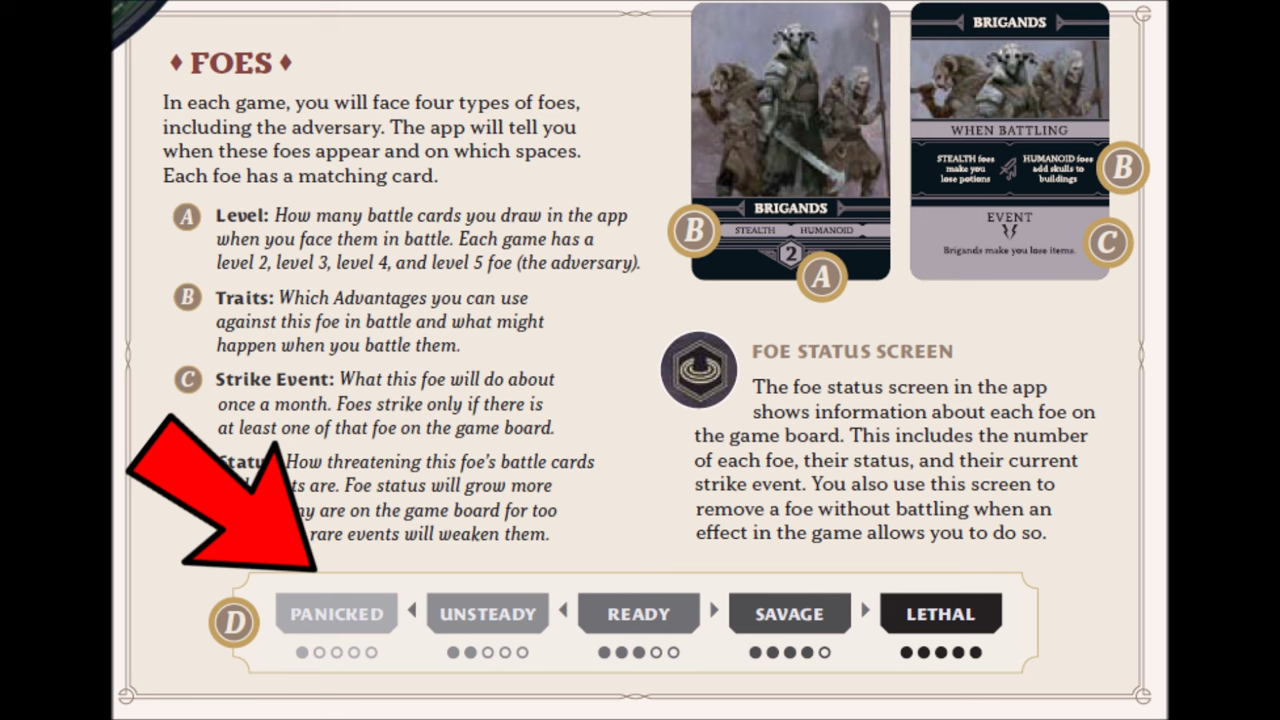 FOES
In each game, you will face four types of foes,
including the adversary. The app will tell you
when these foes appear and on which spaces.
Each foe has a matching card.
A Level: How many battle cards you draw in the app
when you face them in battle. Each game has a
level 2, level 3, level 4, and level 5 foe (the adversary).
B Traits: Which Advantages you can use
against this foe in battle and what might
happen when you battle them.
C Strike Event: What this foe will do about
once a month. Foes strike only if there is
at least one of that foe on the game board.
How threatening this foe's battle cards
are. Foe status will grow more
are on the game board for too
rare events will weaken them.
BRIGANDS
STEALTH HUMANOID
2
B
A
BRIGANDS
WHEN BATTLING
STEALTH foes
make you
lose potions
HUMANOID foes
add skulls to
buildings
B
EVENT
Brigands make you lose items.
C
FOE STATUS SCREEN
The foe status screen in the app
shows information about each foe on
the game board. This includes the number
of each foe, their status, and their current
strike event. You also use this screen to
remove a foe without battling when an
effect in the game allows you to do so.
D PANICKED UNSTEADY READY SAVAGE LETHAL